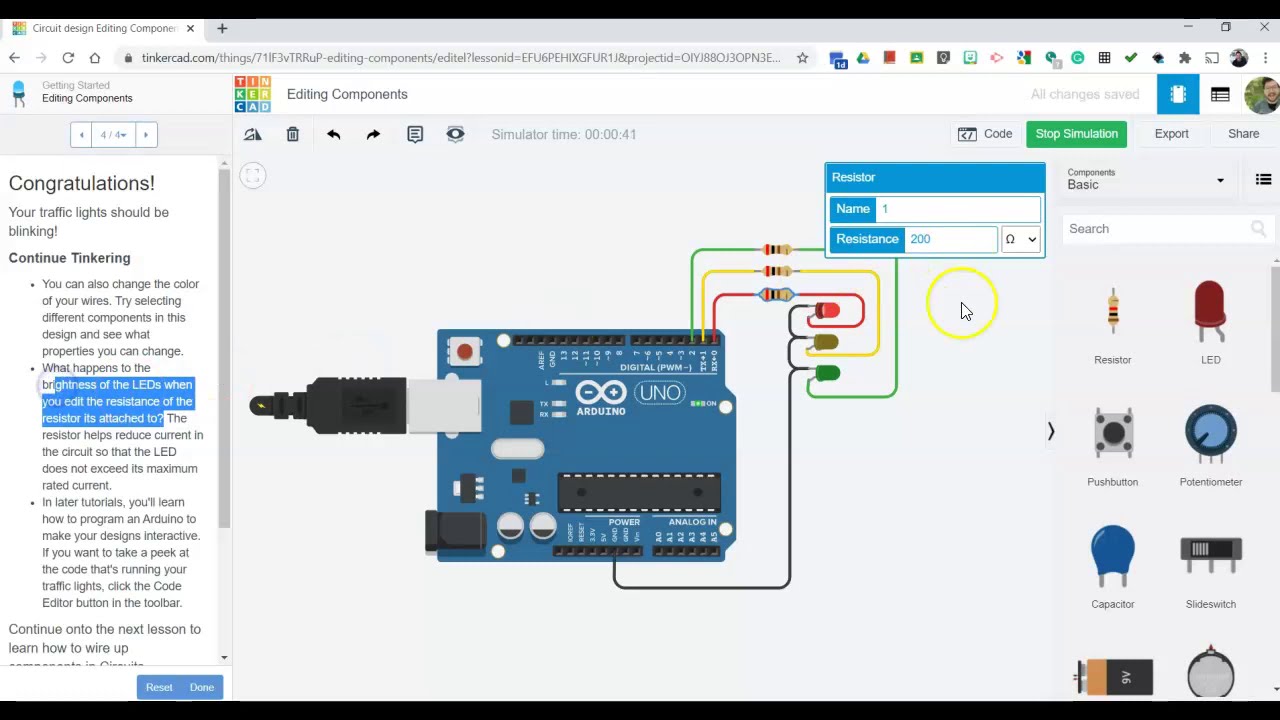 Circuit design Editing Componen
tinkercad.com/things/71lF3vTRRuP-editing-components/editel?lessonid=EFU6PEHIXGFUR1J&projectid=OIYJ88OJ3OPN3E...
1d
Getting Started
Editing Components
TIN
KER
CAD
Editing Components
All changes saved
4 / 4
Simulator time: 00:00:41
Code
Stop Simulation
Export
Share
Congratulations!
Your traffic lights should be
blinking!
Continue Tinkering
You can also change the color
of your wires. Try selecting
different components in this
design and see what
properties you can change.
What happens to the
brightness of the LEDs when
you edit the resistance of the
resistor its attached to? The
resistor helps reduce current in
the circuit so that the LED
does not exceed its maximum
rated current.
In later tutorials, you'll learn
how to program an Arduino to
make your designs interactive.
If you want to take a peek at
the code that's running your
traffic lights, click the Code
Editor button in the toolbar.
Continue onto the next lesson to
learn how to wire up
components in Circuits
Reset
Done
Resistor
Name
1
Resistance
200
Ω
AREF
GND
13
12
~11
~10
~9
8
7
~6
~5
4
~3
2
TX→1
RX←0
DIGITAL (PWM~)
L
TX
RX
ARDUINO
UNO
ON
POWER
ANALOG IN
IOREF
RESET
3.3V
5V
GND
GND
Vin
A0
A1
A2
A3
A4
A5
Components
Basic
Search
Resistor
LED
Pushbutton
Potentiometer
Capacitor
Slideswitch
9V